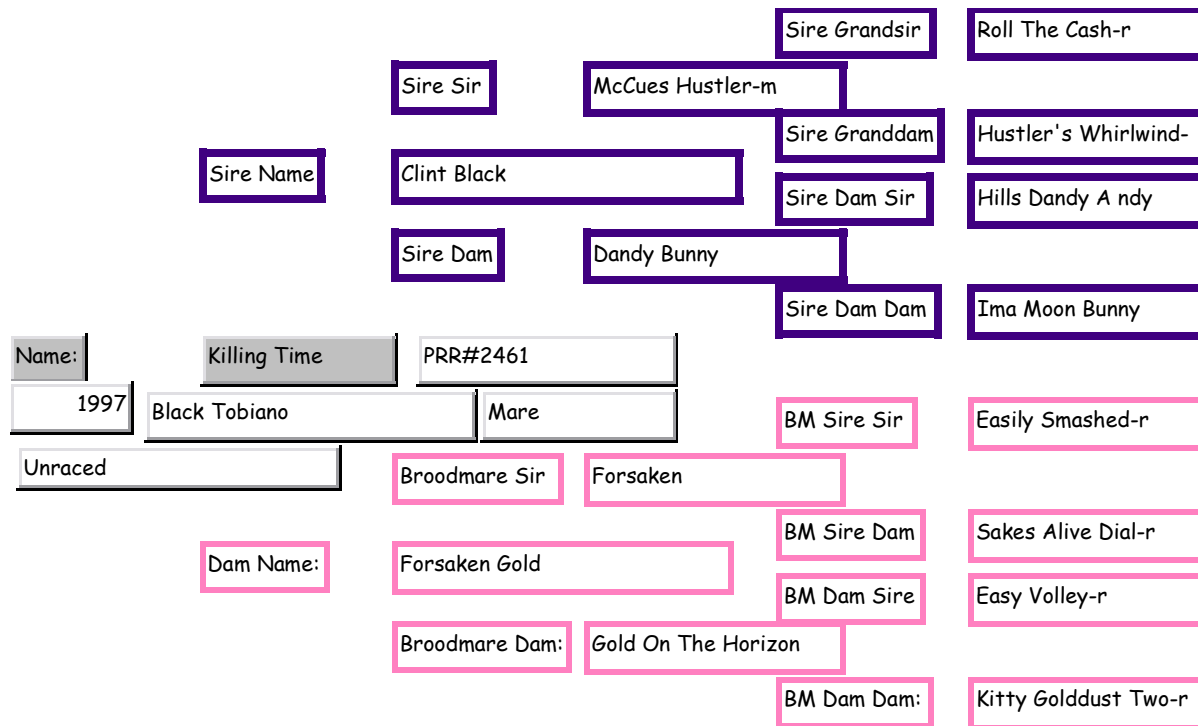 Sire Grandsir Roll The Cash-r
Sire Sir McCues Hustler-m
Sire Granddam Hustler's Whirlwind-
Sire Name Clint Black
Sire Dam Sir Hills Dandy A ndy
Sire Dam Dandy Bunny
Sire Dam Dam Ima Moon Bunny
Name: Killing Time PRR#2461
1997 Black Tobiano Mare
BM Sire Sir Easily Smashed-r
Unraced
Broodmare Sir Forsaken
BM Sire Dam Sakes Alive Dial-r
Dam Name: Forsaken Gold
BM Dam Sire Easy Volley-r
Broodmare Dam: Gold On The Horizon
BM Dam Dam: Kitty Golddust Two-r